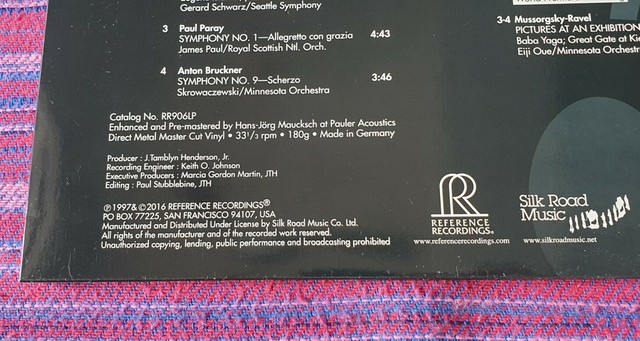 Gerard Schwarz/Seattle Symphony
3 Paul Paray
SYMPHONY NO. 1—Allegretto con grazia 4:43
James Paul/Royal Scottish Ntl. Orch.
4 Anton Bruckner
SYMPHONY NO. 9—Scherzo 3:46
Skrowaczewski/Minnesota Orchestra
3-4 Mussorgsky-Ravel
PICTURES AT AN EXHIBITION
Baba Yaga; Great Gate at Kie
Eiji Oue/Minnesota Orchestr
Catalog No. RR906LP
Enhanced and Pre-mastered by Hans-Jörg Maucksch at Pauler Acoustics
Direct Metal Master Cut Vinyl • 33⅓ rpm • 180g • Made in Germany
Producer : J.Tamblyn Henderson, Jr.
Recording Engineer : Keith O. Johnson
Executive Producers : Marcia Gordon Martin, JTH
Editing : Paul Stubblebine, JTH
℗1997& ©2016 REFERENCE RECORDINGS®
PO BOX 77225, SAN FRANCISCO 94107, USA
Manufactured and Distributed Under License by Silk Road Music Co. Ltd.
All rights of the manufacturer and of the recorded work reserved.
Unauthorized copying, lending, public performance and broadcasting prohibited
RR
REFERENCE
RECORDINGS®
www.referencerecordings.com
Silk Road
Music
www.silkroadmusic.net